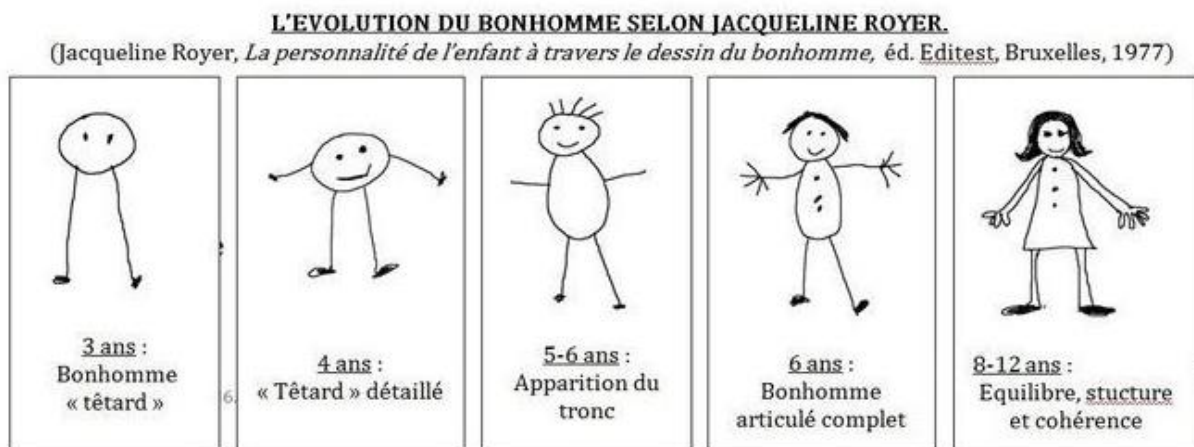 L'EVOLUTION DU BONHOMME SELON JACQUELINE ROYER.
(Jacqueline Royer, La personnalité de l'enfant à travers le dessin du bonhomme, éd. Editest, Bruxelles, 1977)
3 ans :
Bonhomme
« têtard »
6.
4 ans :
« Têtard » détaillé
5-6 ans :
Apparition du
tronc
6 ans :
Bonhomme
articulé complet
8-12 ans :
Equilibre, stucture
et cohérence